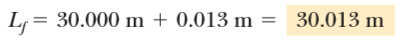 L_f = 30.000 m + 0.013 m = 30.013 m